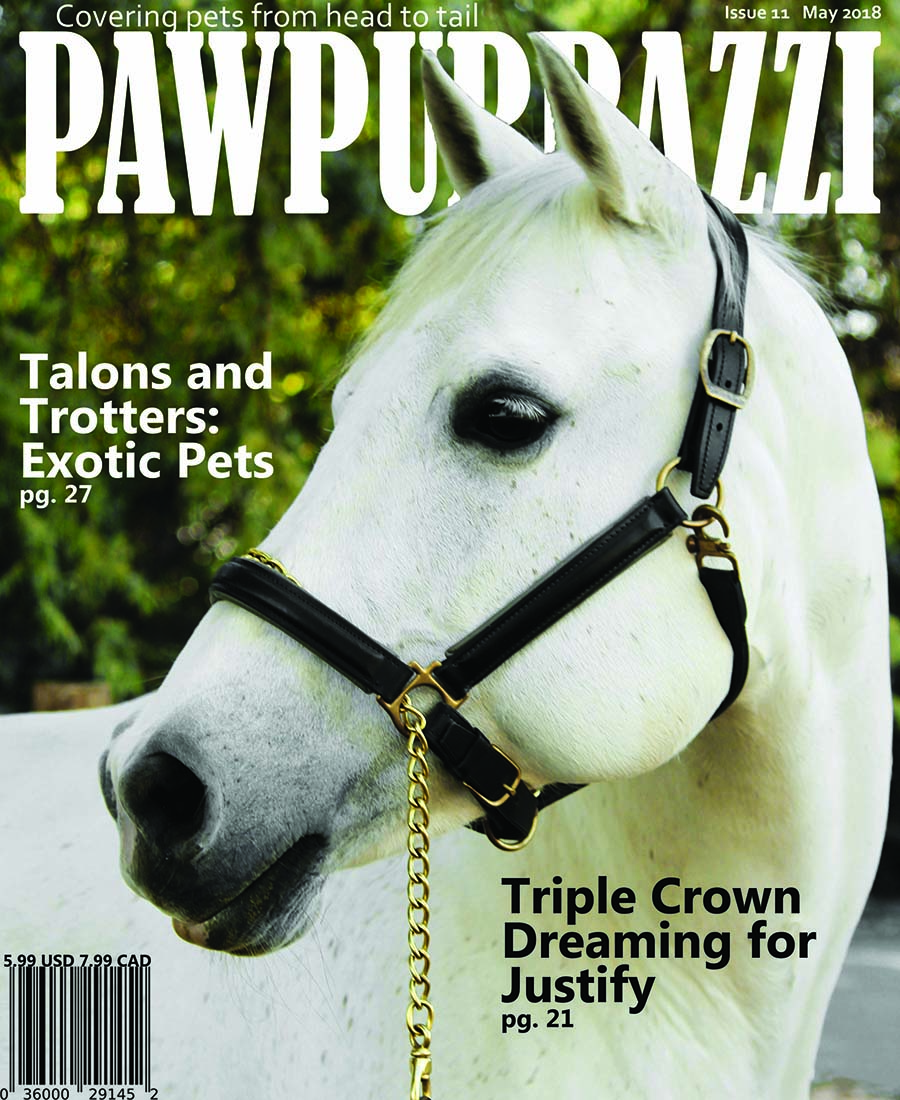 Covering pets from head to tail
Issue 11 May 2018
PAWPURRAZZI
Talons and
Trotters:
Exotic Pets
pg. 27
Triple Crown
Dreaming for
Justify
pg. 21
5.99 USD 7.99 CAD
0 36000 29145 2